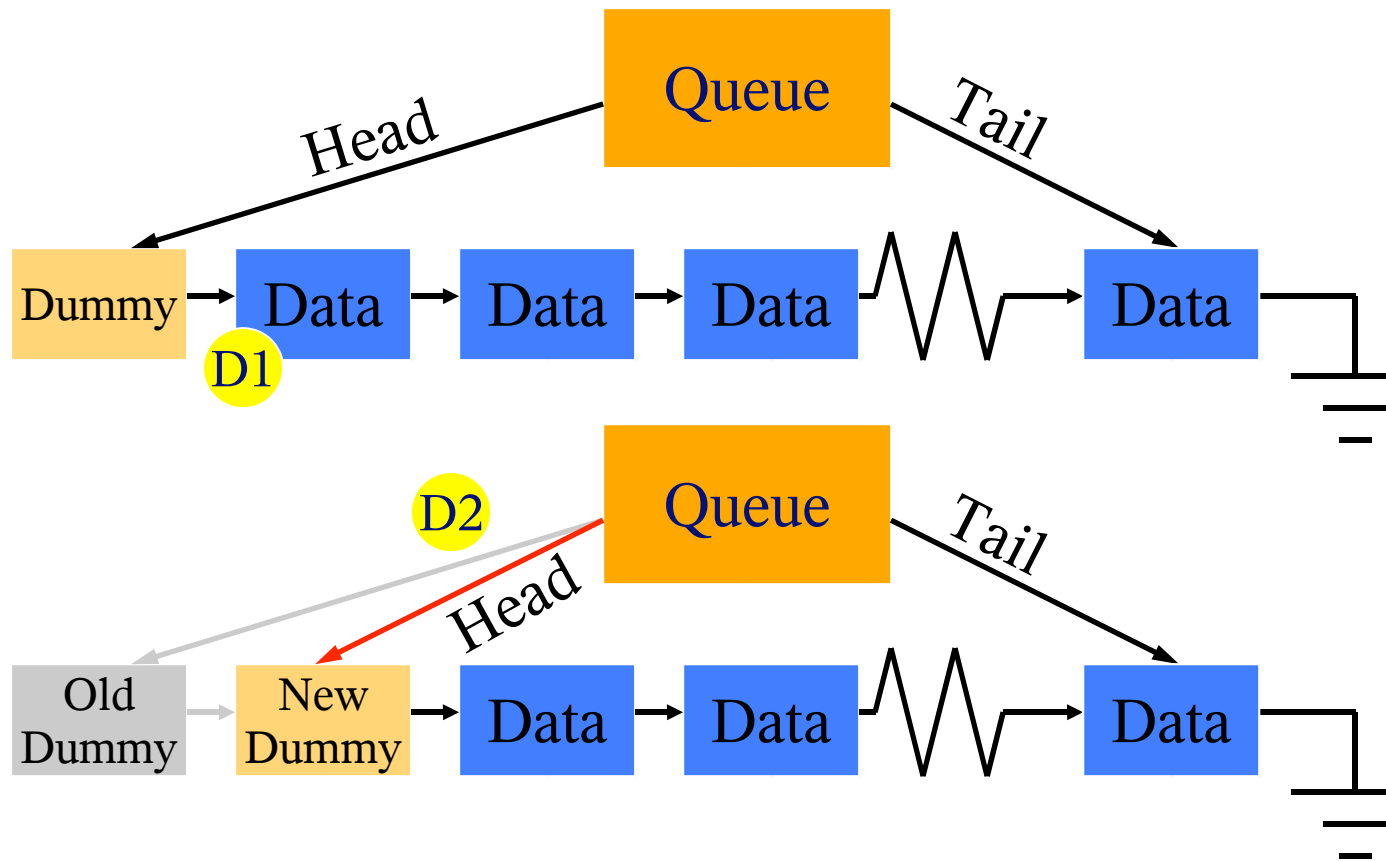 Queue
Head
Tail
Dummy
Data
Data
Data
Data
D1
Queue
D2
Head
Tail
Old
Dummy
New
Dummy
Data
Data
Data